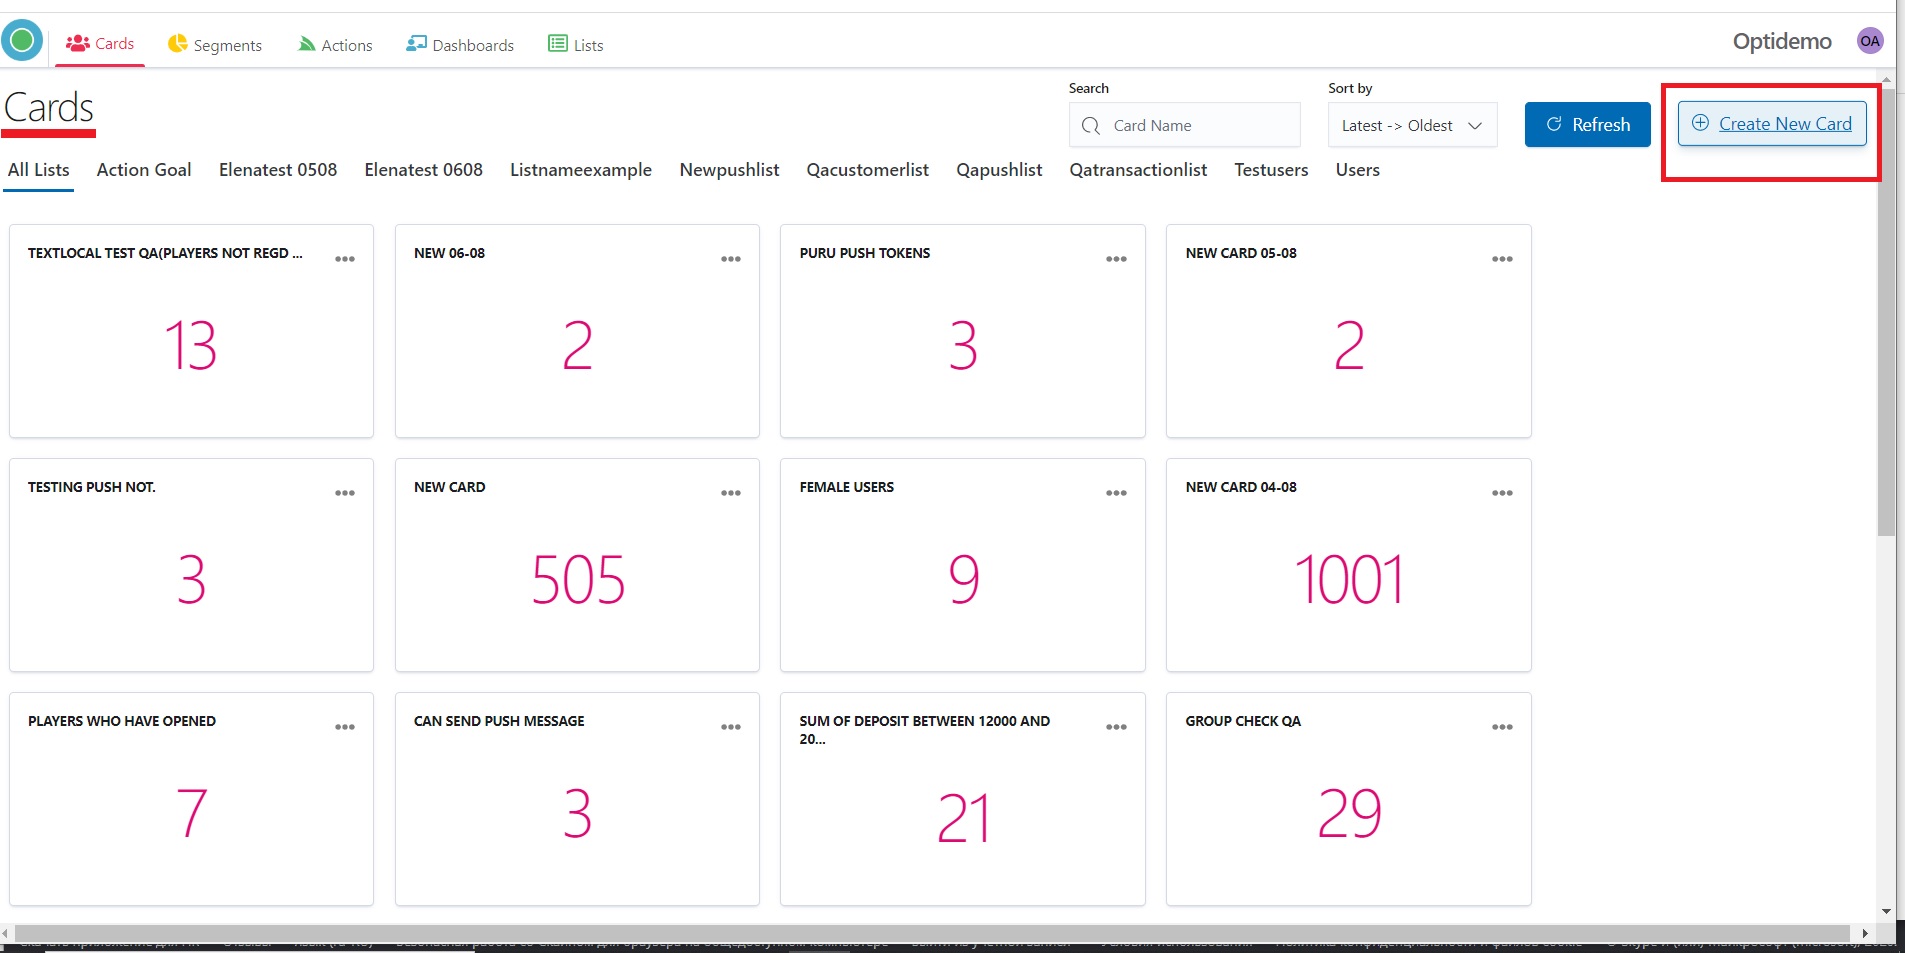 Cards
Segments
Actions
Dashboards
Lists
Optidemo
OA
Cards
Search
Card Name
Sort by
Latest -> Oldest
Refresh
Create New Card
All Lists
Action Goal
Elenatest 0508
Elenatest 0608
Listnameexample
Newpushlist
Qacustomerlist
Qapushlist
Qatransactionlist
Testusers
Users
TEXTLOCAL TEST QA(PLAYERS NOT REGD ...
13
NEW 06-08
2
PURU PUSH TOKENS
3
NEW CARD 05-08
2
TESTING PUSH NOT.
3
NEW CARD
505
FEMALE USERS
9
NEW CARD 04-08
1001
PLAYERS WHO HAVE OPENED
7
CAN SEND PUSH MESSAGE
3
SUM OF DEPOSIT BETWEEN 12000 AND
20...
21
GROUP CHECK QA
29